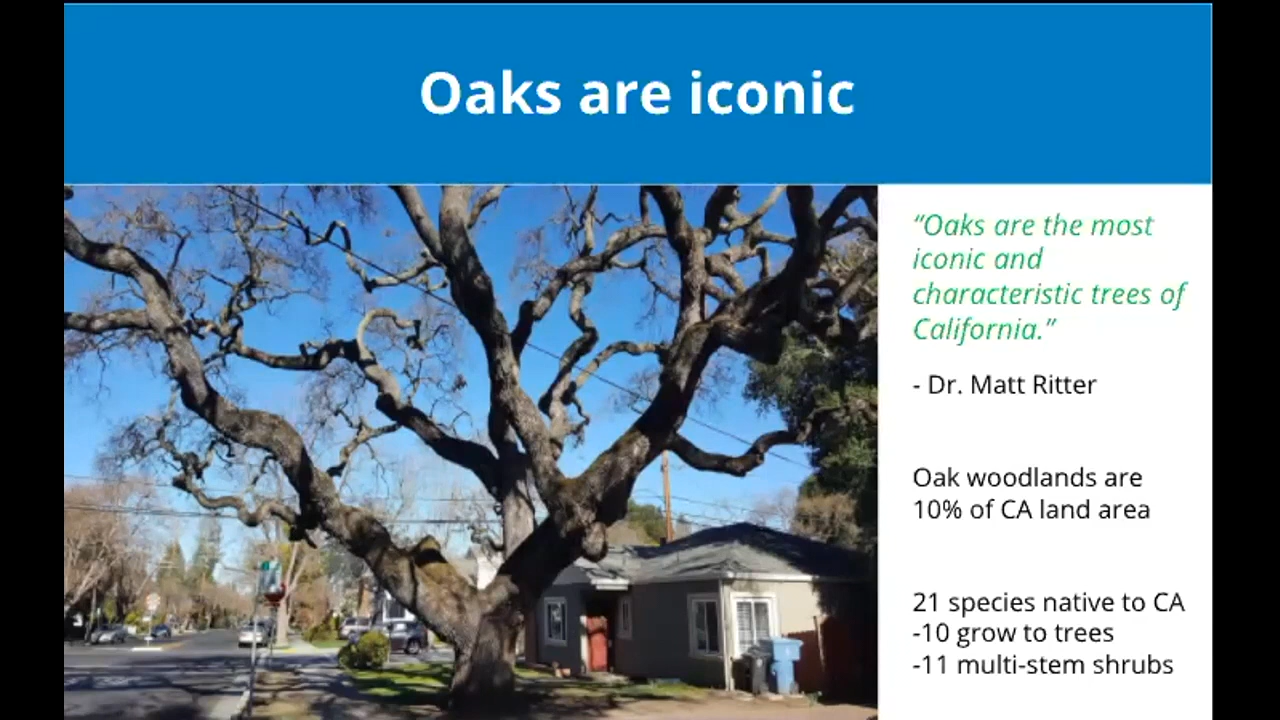 Oaks are iconic
“Oaks are the most
iconic and
characteristic trees of
California.”
- Dr. Matt Ritter
Oak woodlands are
10% of CA land area
21 species native to CA
-10 grow to trees
-11 multi-stem shrubs